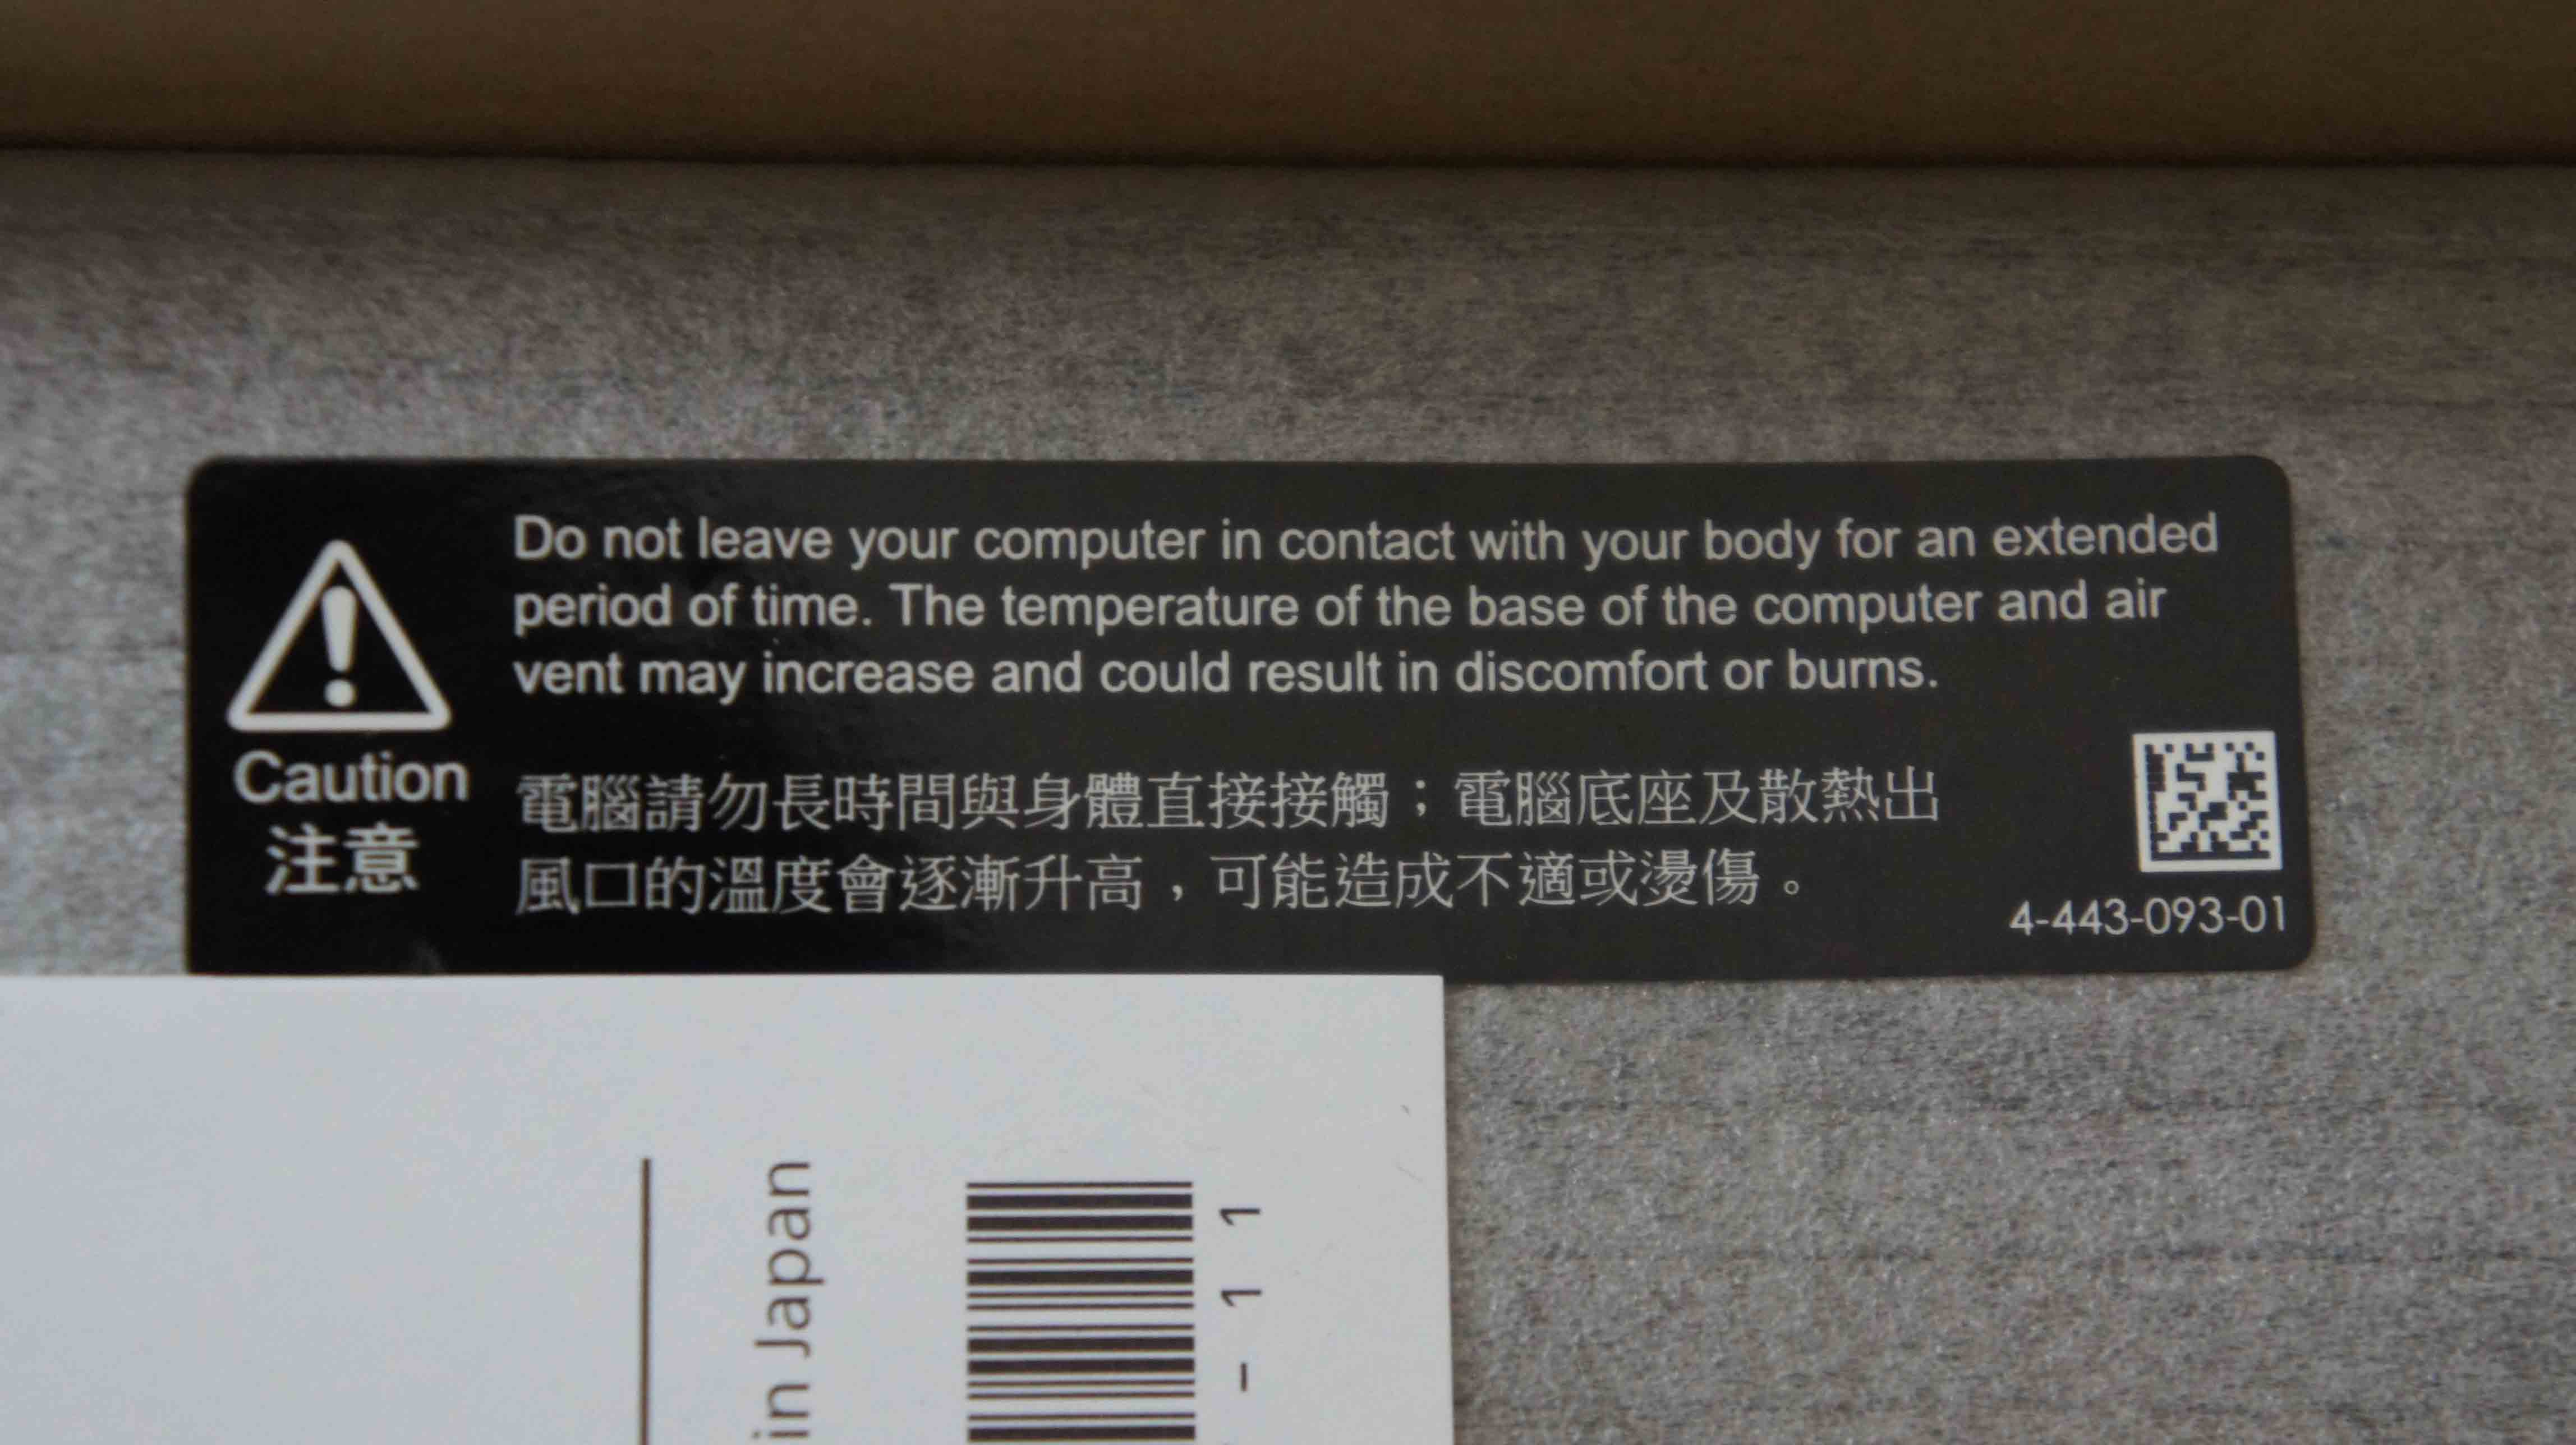 Do not leave your computer in contact with your body for an extended
period of time. The temperature of the base of the computer and air
vent may increase and could result in discomfort or burns.
Caution
注意
電腦請勿長時間與身體直接接觸；電腦底座及散熱出
風口的溫度會逐漸升高，可能造成不適或燙傷。
4-443-093-01
in Japan
-11